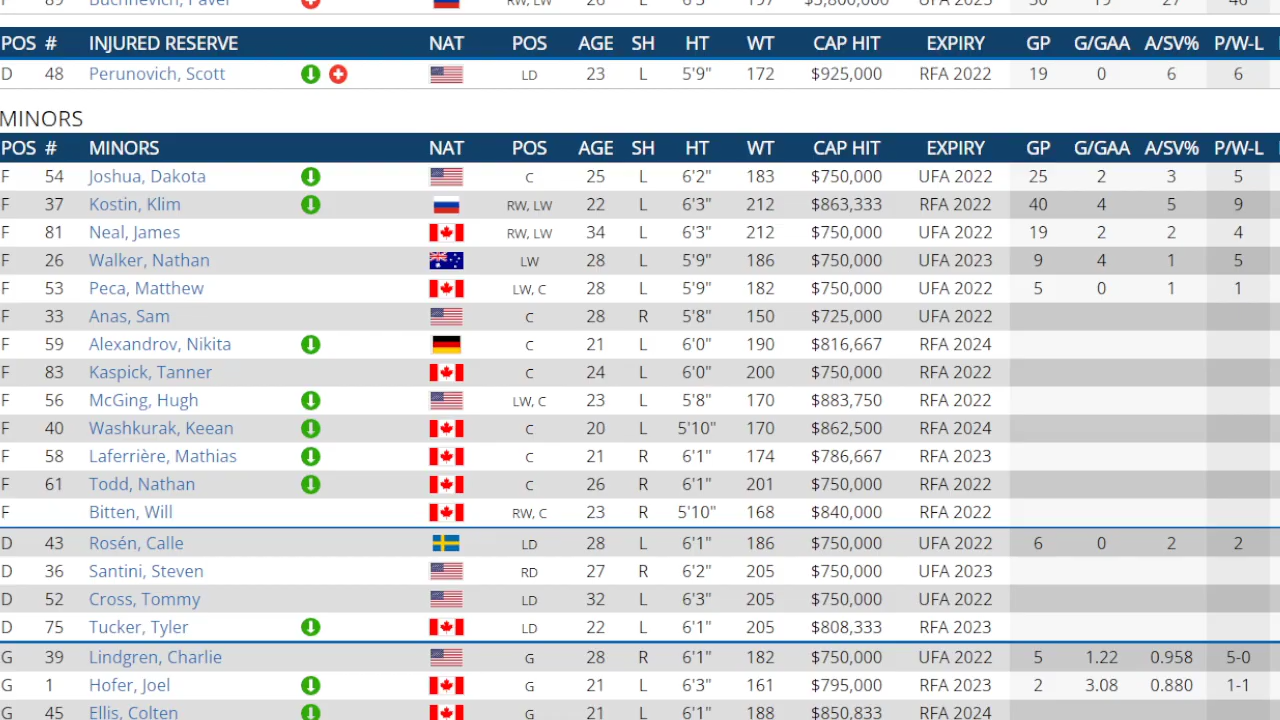 F 89 Buchnevich, Pavel RW, LW 26 L 6'3" 197 $5,800,000 UFA 2025 50 19 27 46
POS # INJURED RESERVE NAT POS AGE SH HT WT CAP HIT EXPIRY GP G/GAA A/SV% P/W-L
D 48 Perunovich, Scott LD 23 L 5'9" 172 $925,000 RFA 2022 19 0 6 6
MINORS
POS # MINORS NAT POS AGE SH HT WT CAP HIT EXPIRY GP G/GAA A/SV% P/W-L
F 54 Joshua, Dakota C 25 L 6'2" 183 $750,000 UFA 2022 25 2 3 5
F 37 Kostin, Klim RW, LW 22 L 6'3" 212 $863,333 RFA 2022 40 4 5 9
F 81 Neal, James RW, LW 34 L 6'3" 212 $750,000 UFA 2022 19 2 2 4
F 26 Walker, Nathan LW 28 L 5'9" 186 $750,000 UFA 2023 9 4 1 5
F 53 Peca, Matthew LW, C 28 L 5'9" 182 $750,000 UFA 2022 5 0 1 1
F 33 Anas, Sam C 28 R 5'8" 150 $725,000 UFA 2022
F 59 Alexandrov, Nikita C 21 L 6'0" 190 $816,667 RFA 2024
F 83 Kaspick, Tanner C 24 L 6'0" 200 $750,000 RFA 2022
F 56 McGing, Hugh LW, C 23 L 5'8" 170 $883,750 RFA 2022
F 40 Washkurak, Keean C 20 L 5'10" 170 $862,500 RFA 2024
F 58 Laferrière, Mathias C 21 R 6'1" 174 $786,667 RFA 2023
F 61 Todd, Nathan C 26 R 6'1" 201 $750,000 RFA 2022
F Bitten, Will RW, C 23 R 5'10" 168 $840,000 RFA 2022
D 43 Rosén, Calle LD 28 L 6'1" 186 $750,000 UFA 2022 6 0 2 2
D 36 Santini, Steven RD 27 R 6'2" 205 $750,000 UFA 2023
D 52 Cross, Tommy LD 32 L 6'3" 205 $750,000 UFA 2022
D 75 Tucker, Tyler LD 22 L 6'1" 205 $808,333 RFA 2023
G 39 Lindgren, Charlie G 28 R 6'1" 182 $750,000 UFA 2022 5 1.22 0.958 5-0
G 1 Hofer, Joel G 21 L 6'3" 161 $795,000 RFA 2023 2 3.08 0.880 1-1
G 45 Ellis, Colten G 21 L 6'1" 188 $850,833 RFA 2024